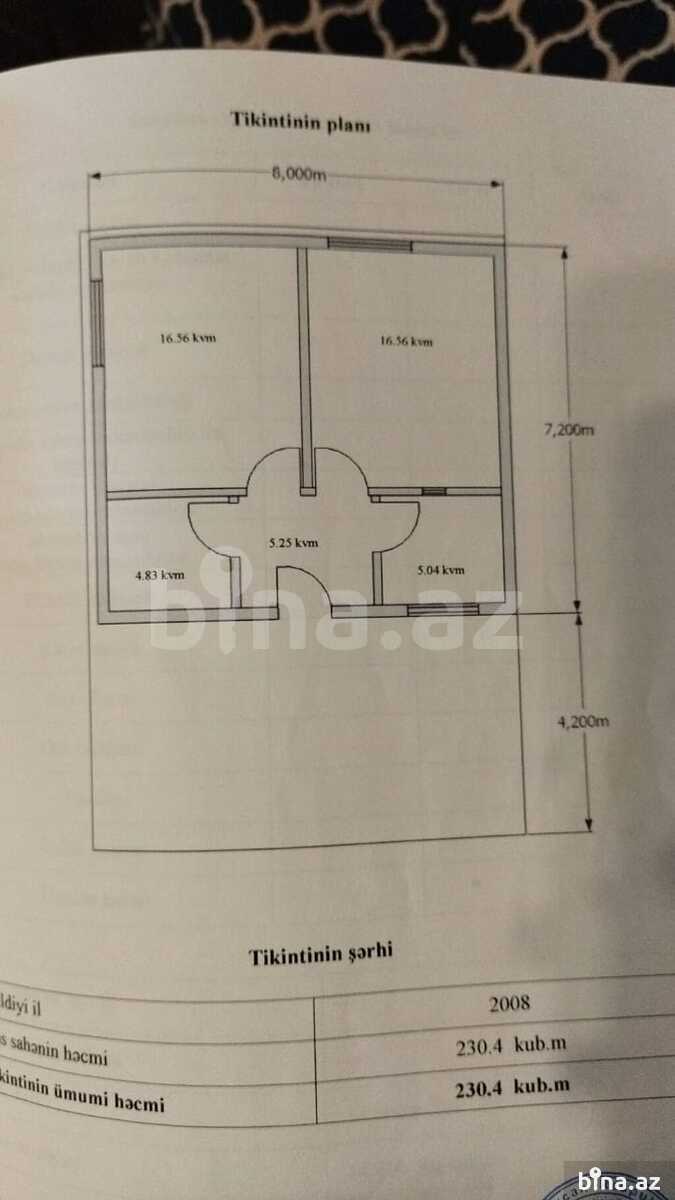 Tikintinin planı
8,000m
16.56 kvm
16.56 kvm
7,200m
5.25 kvm
4.83 kvm
5.04 kvm
bina.az
4,200m
Tikintinin şərhi
ldiyi il 2008
s sahənin həcmi 230.4 kub.m
kintinin ümumi həcmi 230.4 kub.m
bina.az